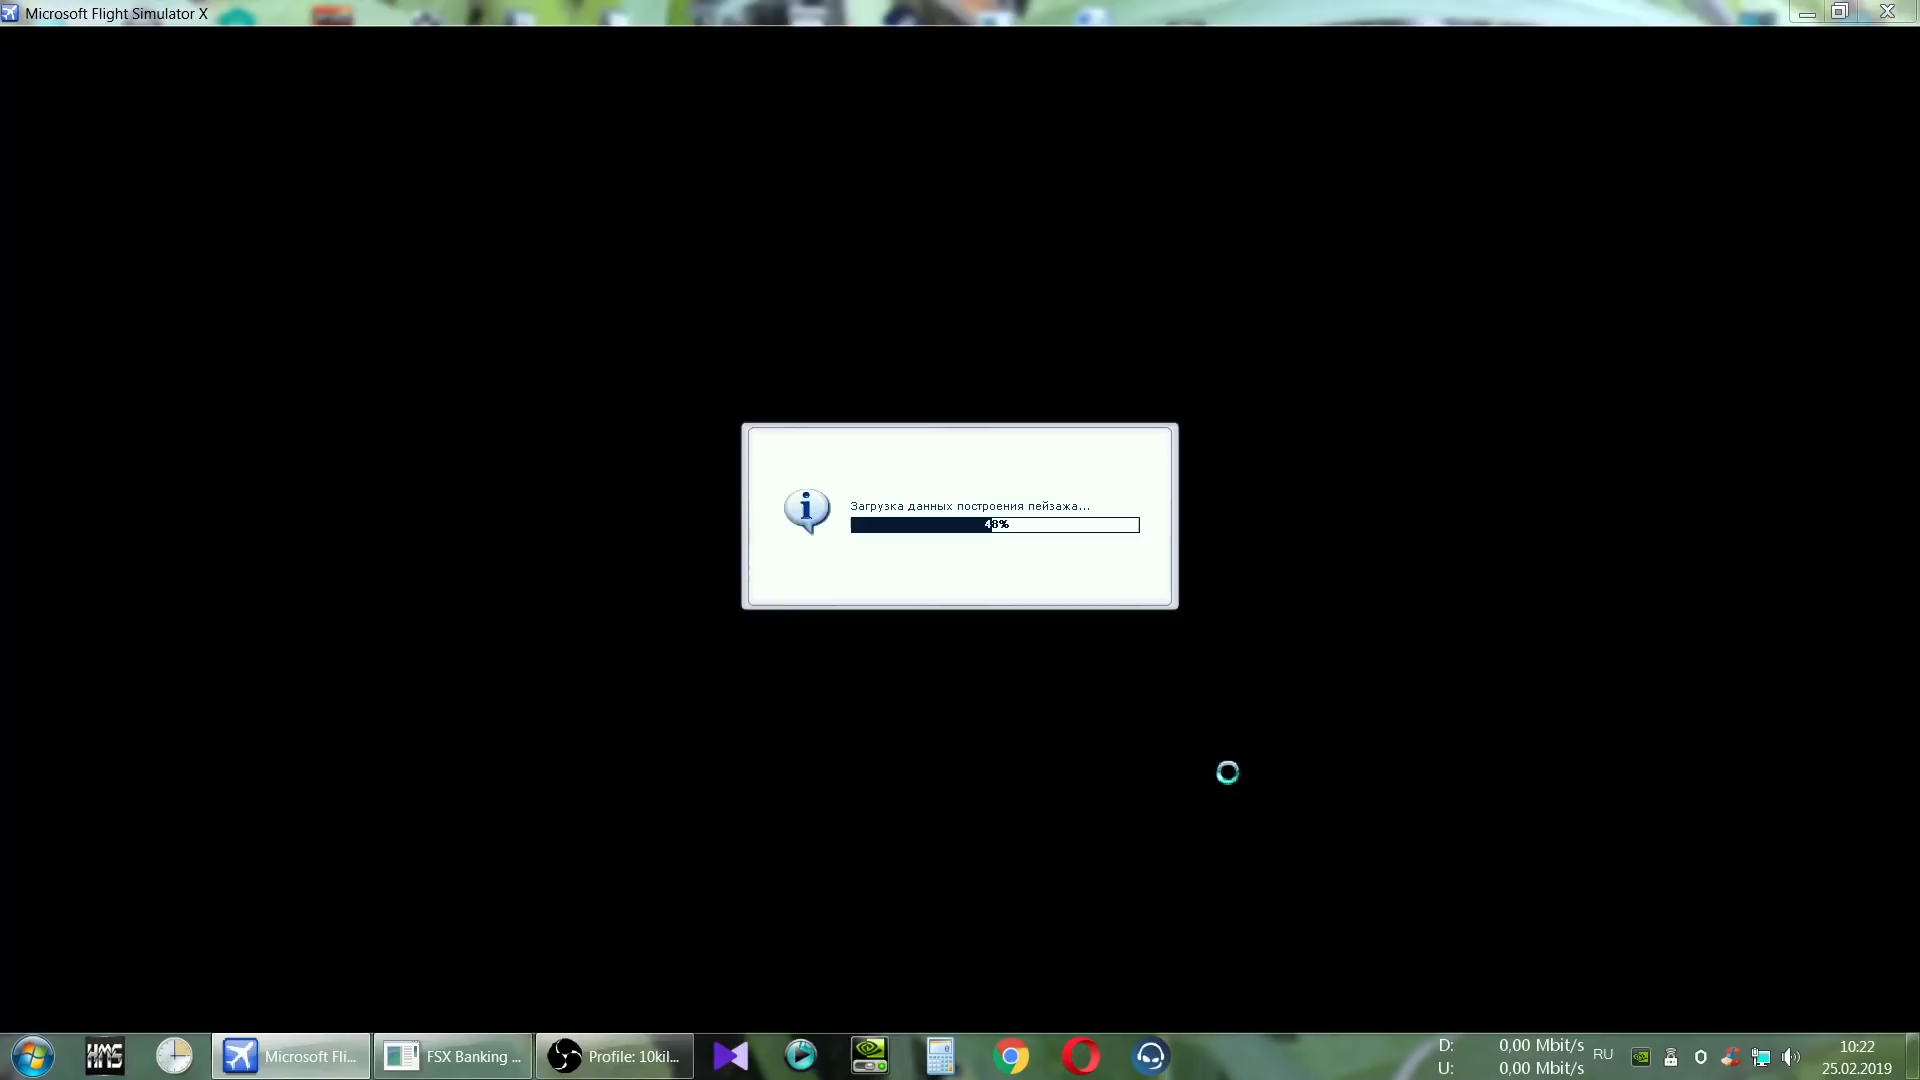 Microsoft Flight Simulator X
Загрузка данных построения пейзажа...
48%
HMS
Microsoft Fli...
FSX Banking ...
Profile: 10kil...
D: 0,00 Mbit/s
U: 0,00 Mbit/s
RU
10:22
25.02.2019